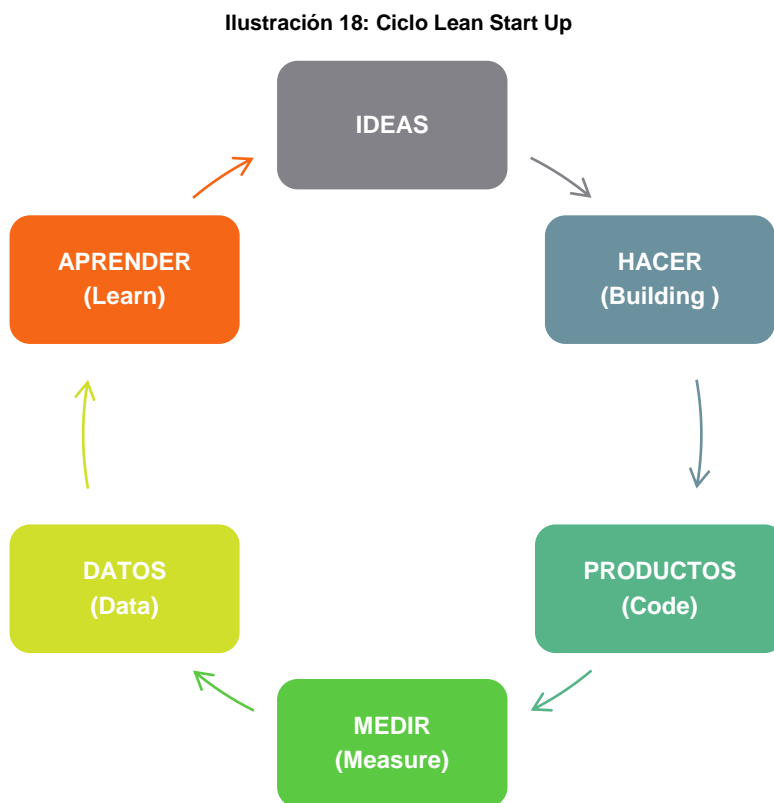 Ilustración 18: Ciclo Lean Start Up
IDEAS
HACER
(Building )
PRODUCTOS
(Code)
MEDIR
(Measure)
DATOS
(Data)
APRENDER
(Learn)